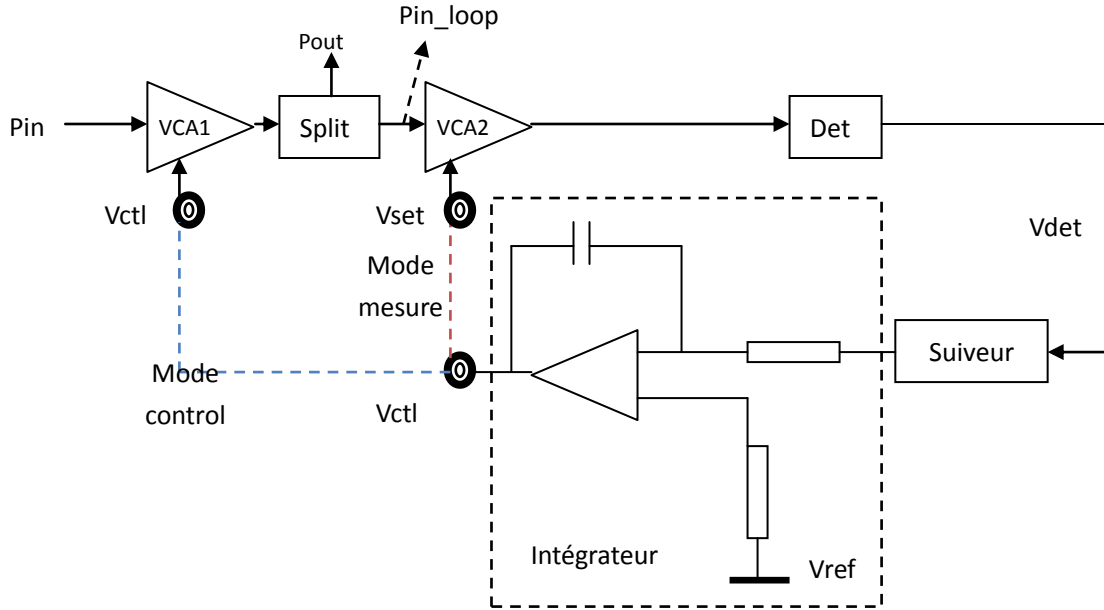 Pin_loop
Pout
Pin
VCA1
Split
VCA2
Det
Vctl
Vset
Vdet
Mode
mesure
Suiveur
Mode
control
Vctl
Intégrateur
Vref